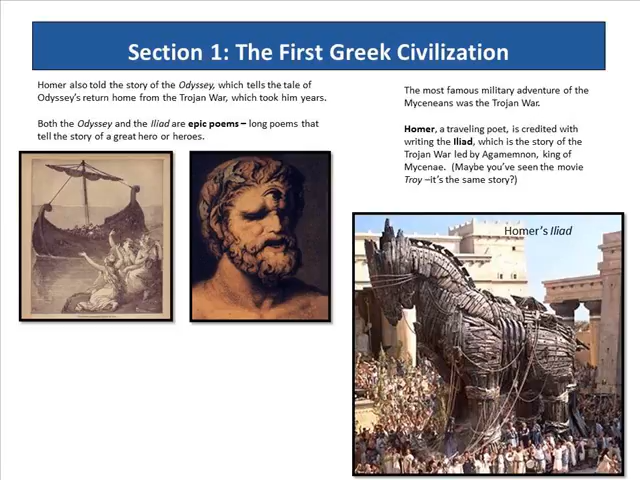 Section 1: The First Greek Civilization
Homer also told the story of the Odyssey, which tells the tale of
Odyssey's return home from the Trojan War, which took him years.
Both the Odyssey and the Iliad are epic poems – long poems that
tell the story of a great hero or heroes.
The most famous military adventure of the
Myceneans was the Trojan War.
Homer, a traveling poet, is credited with
writing the Iliad, which is the story of the
Trojan War led by Agamemnon, king of
Mycenae. (Maybe you've seen the movie
Troy –it's the same story?)
Homer's Iliad